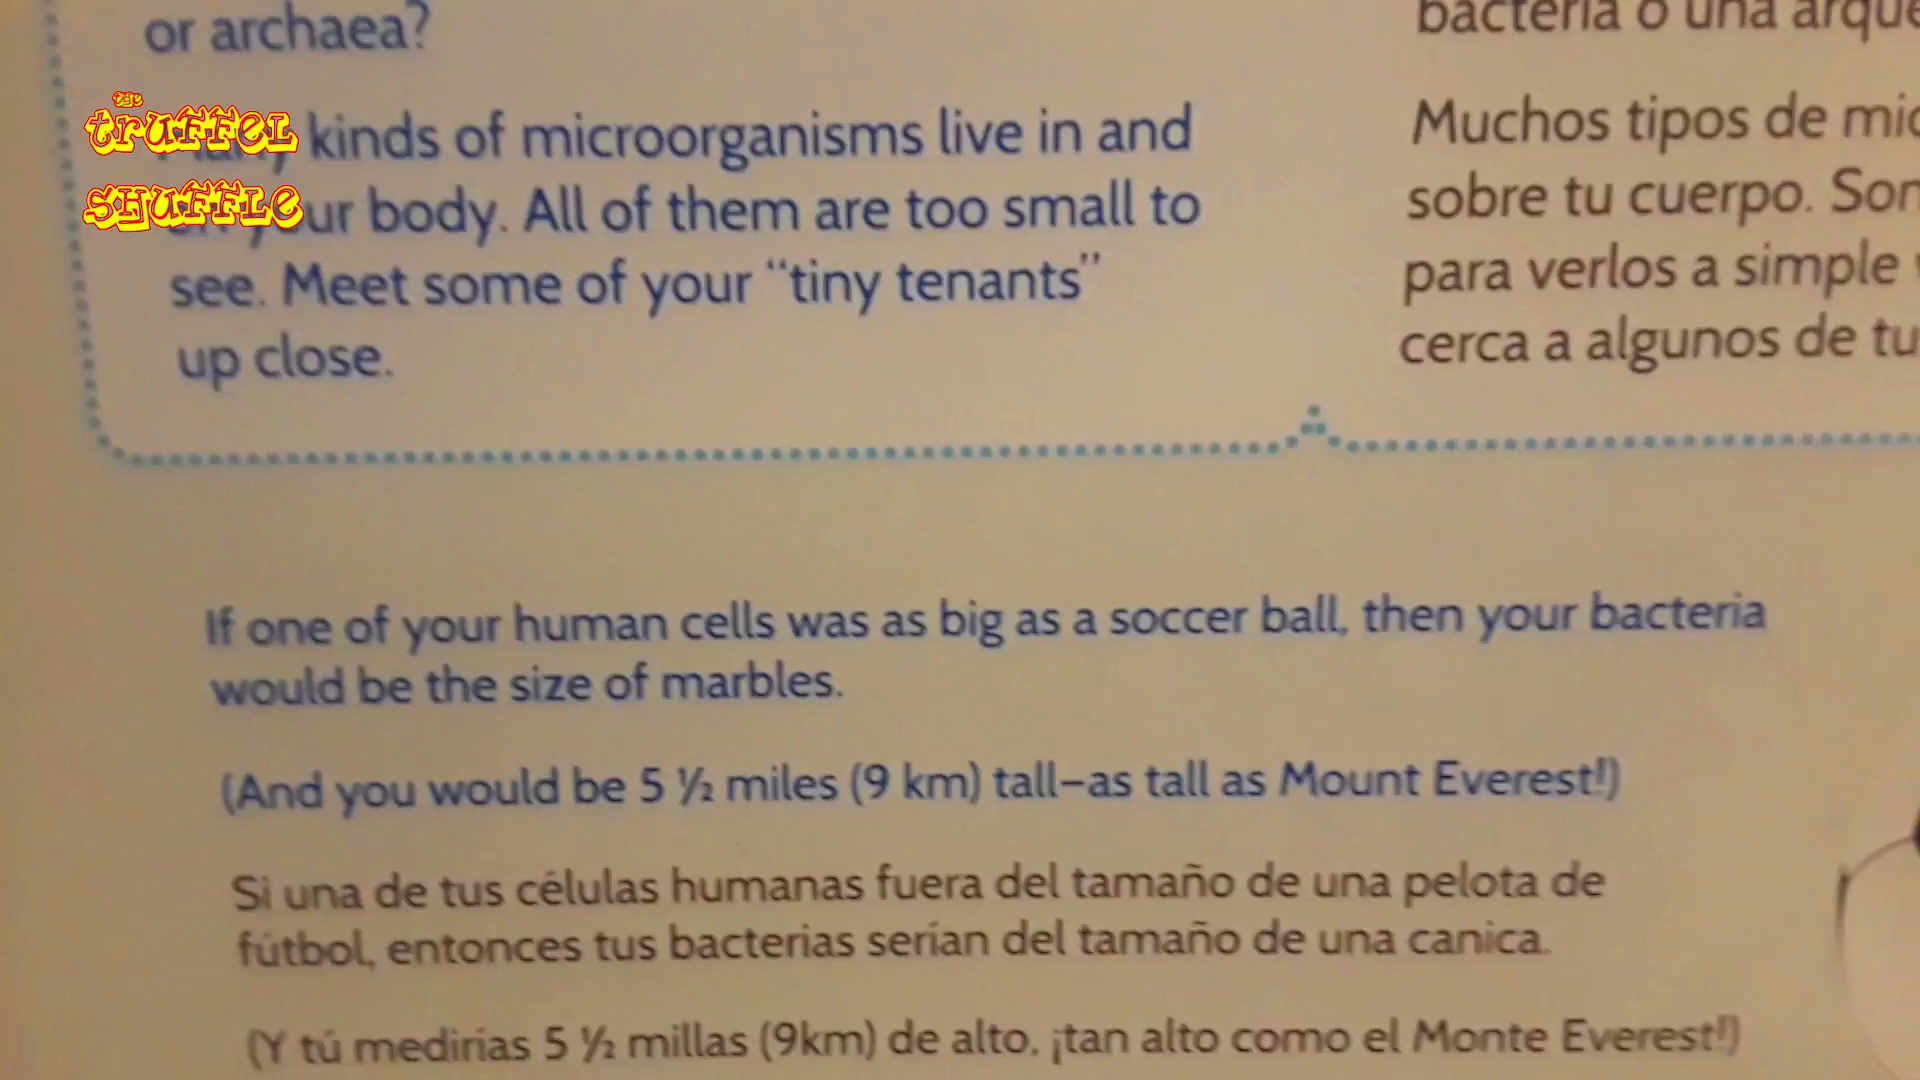 or archaea?
the
truffel
shuffle
Many kinds of microorganisms live in and
on your body. All of them are too small to
see. Meet some of your “tiny tenants”
up close.
bacteria o una
Muchos tipos de
sobre tu cuerpo. Son
para verlos a simple
cerca a algunos de
If one of your human cells was as big as a soccer ball, then your bacteria
would be the size of marbles.
(And you would be 5 ½ miles (9 km) tall–as tall as Mount Everest!)
Si una de tus células humanas fuera del tamaño de una pelota de
fútbol, entonces tus bacterias serían del tamaño de una canica.
(Y tú medirías 5 ½ millas (9km) de alto, ¡tan alto como el Monte Everest!)